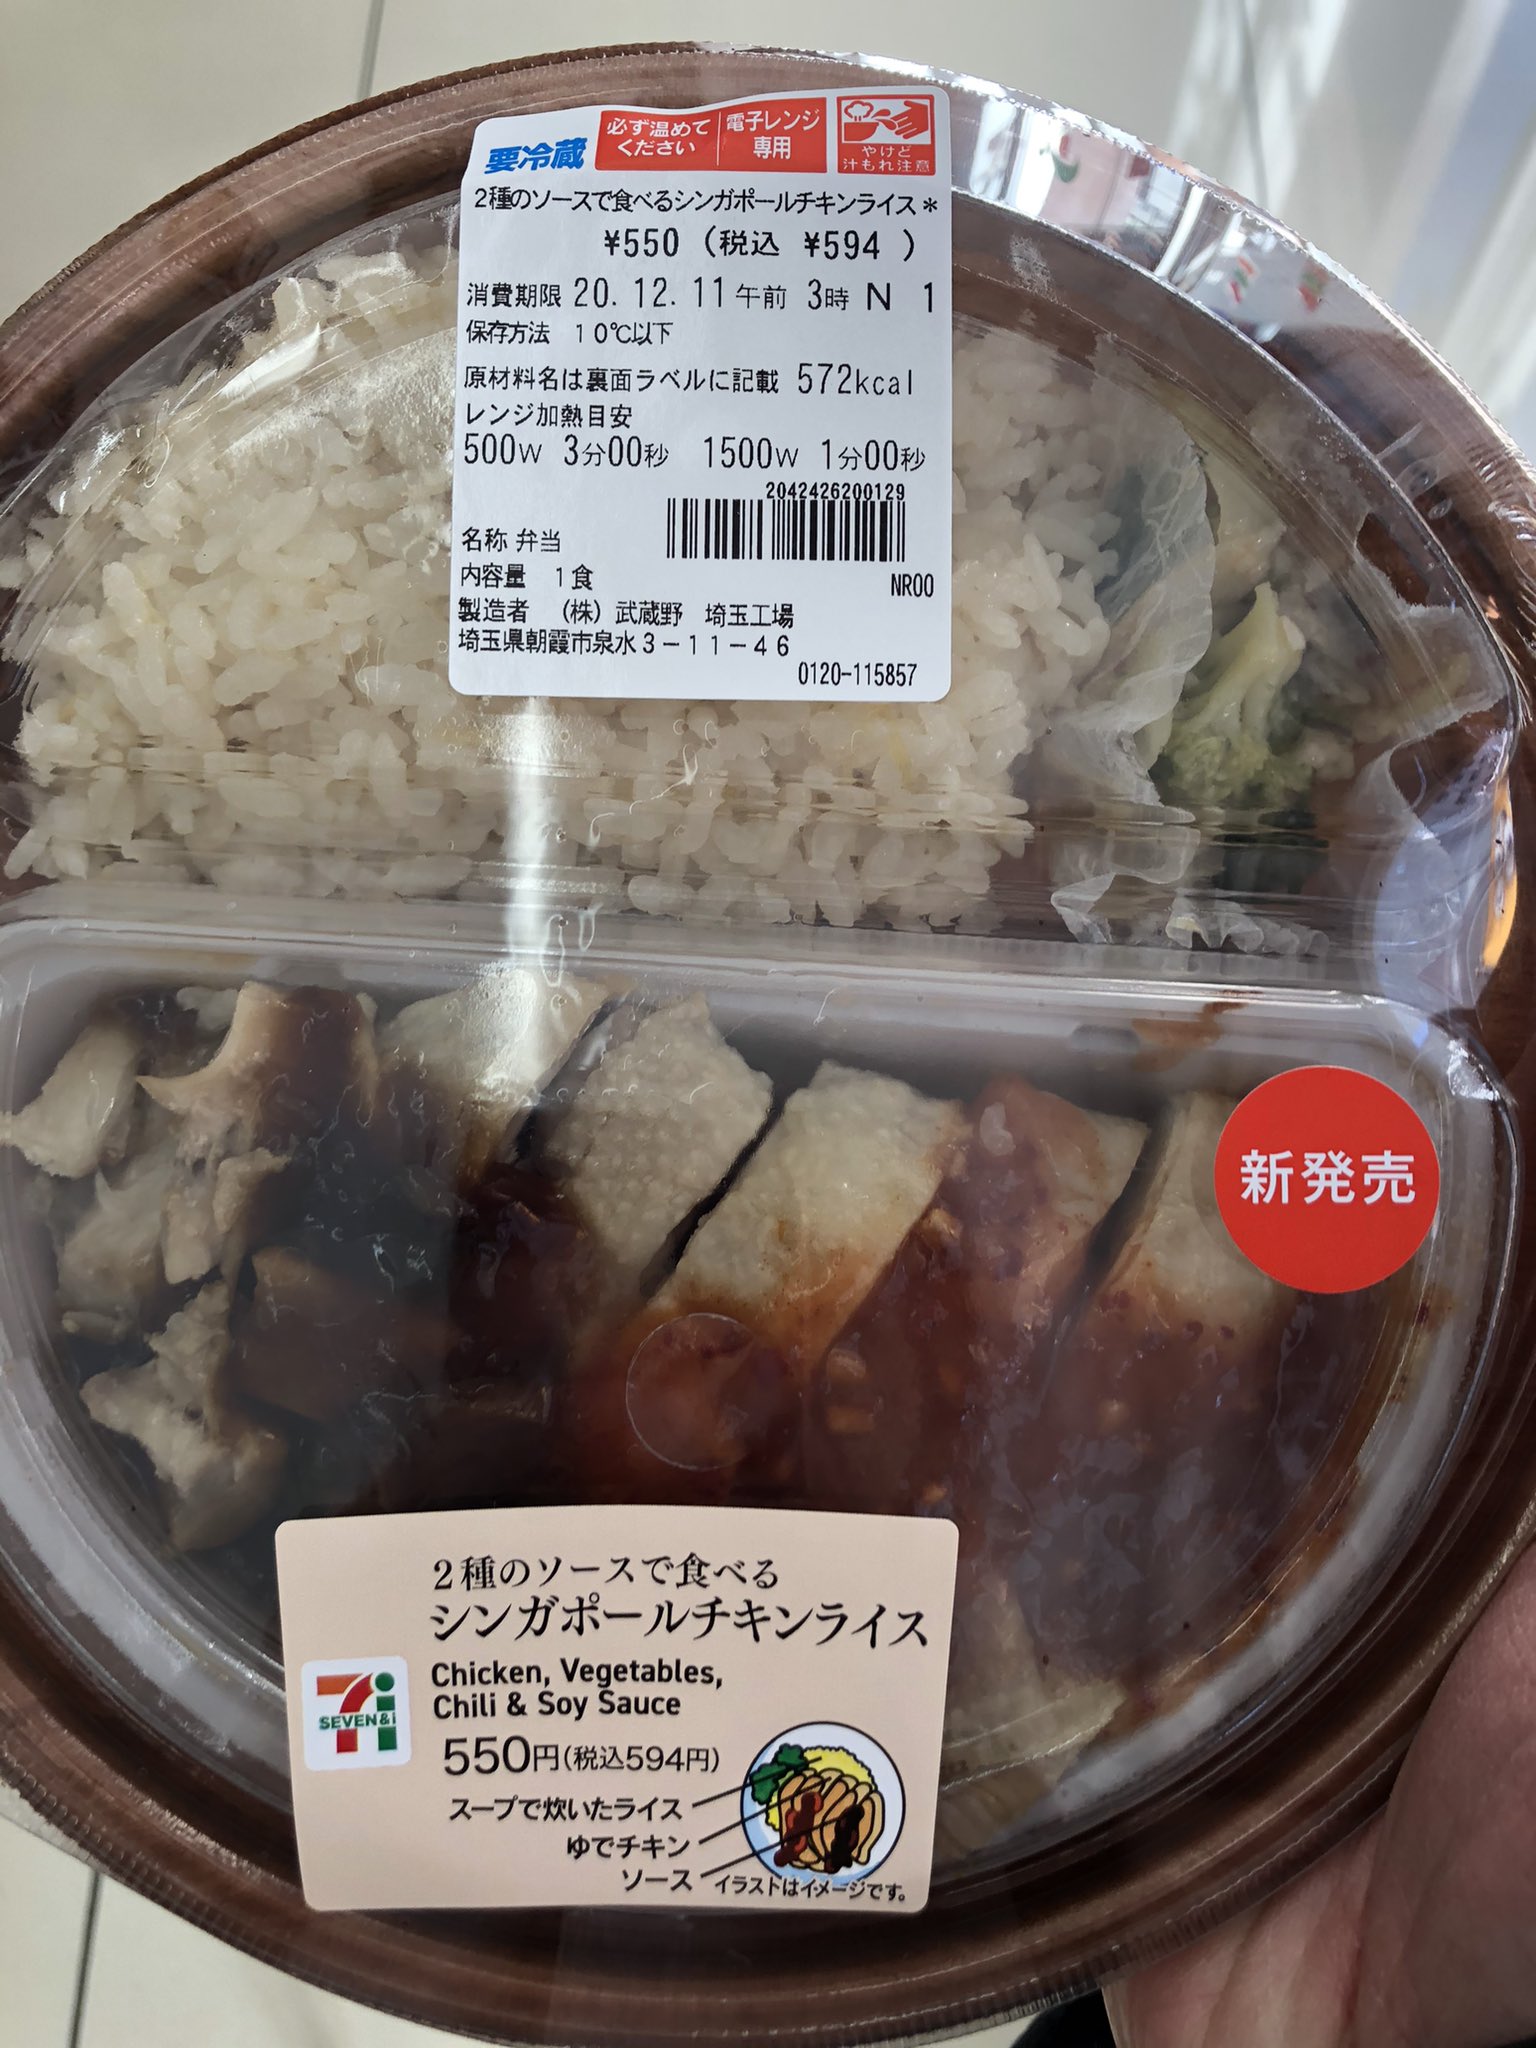 要冷蔵
必ず温めて
ください
電子レンジ
専用
やけど
汁もれ注意
2種のソースで食べるシンガポールチキンライス＊
¥550 (税込 ¥594 )
消費期限 20.12.11午前 3時 N 1
保存方法 10℃以下
原材料名は裏面ラベルに記載 572kcal
レンジ加熱目安
500W 3分00秒 1500W 1分00秒
2042426200129
名称 弁当
内容量 1食
NR00
製造者 (株) 武蔵野 埼玉工場
埼玉県朝霞市泉水3－11－46
0120-115857
新発売
2種のソースで食べる
シンガポールチキンライス
Chicken, Vegetables,
Chili & Soy Sauce
SEVEN&i
550円(税込594円)
スープで炊いたライス
ゆでチキン
ソース
イラストはイメージです。